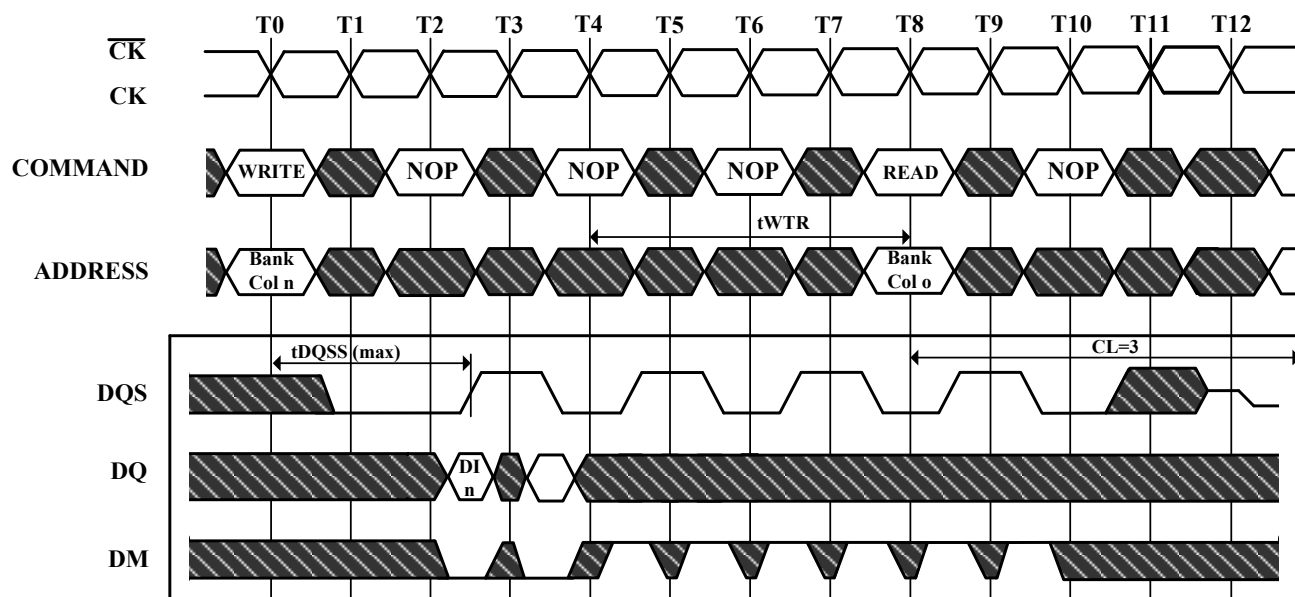 T0 T1 T2 T3 T4 T5 T6 T7 T8 T9 T10 T11 T12
CK
CK
COMMAND WRITE NOP NOP NOP READ NOP
tWTR
ADDRESS Bank Col n Bank Col o
tDQSS (max) CL=3
DQS
DQ DI n
DM